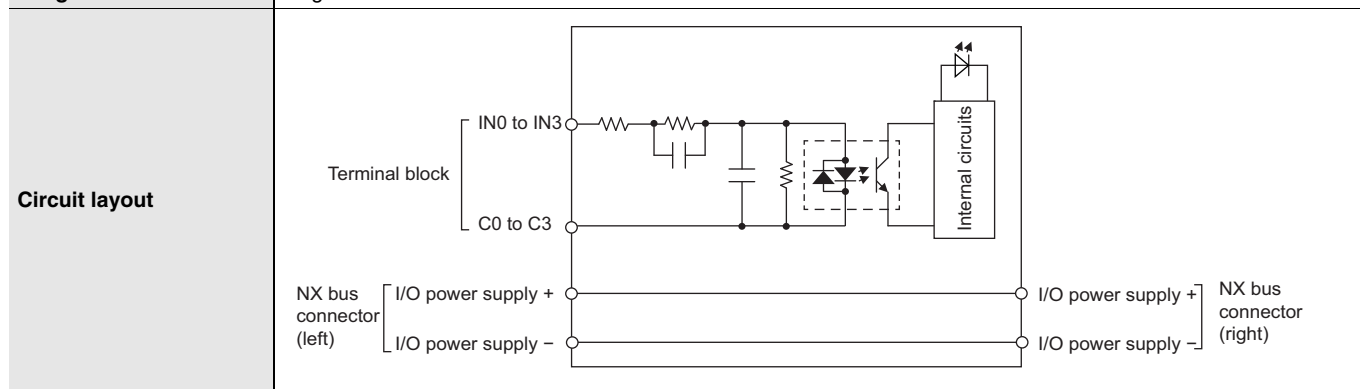 Circuit layout
IN0 to IN3
Terminal block
C0 to C3
Internal circuits
NX bus
connector
(left)
I/O power supply +
I/O power supply −
I/O power supply +
I/O power supply −
NX bus
connector
(right)